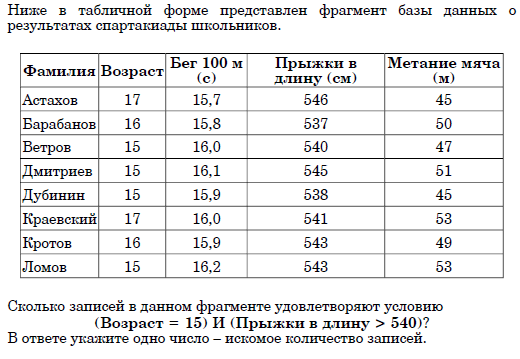 Ниже в табличной форме представлен фрагмент базы данных о
результатах спартакиады школьников.
Фамилия Возраст Бег 100 м (с) Прыжки в длину (см) Метание мяча (м)
Астахов 17 15,7 546 45
Барабанов 16 15,8 537 50
Ветров 15 16,0 540 47
Дмитриев 15 16,1 545 51
Дубинин 15 15,9 538 45
Краевский 17 16,0 541 53
Кротов 16 15,9 543 49
Ломов 15 16,2 543 53
Сколько записей в данном фрагменте удовлетворяют условию
(Возраст = 15) И (Прыжки в длину > 540)?
В ответе укажите одно число – искомое количество записей.